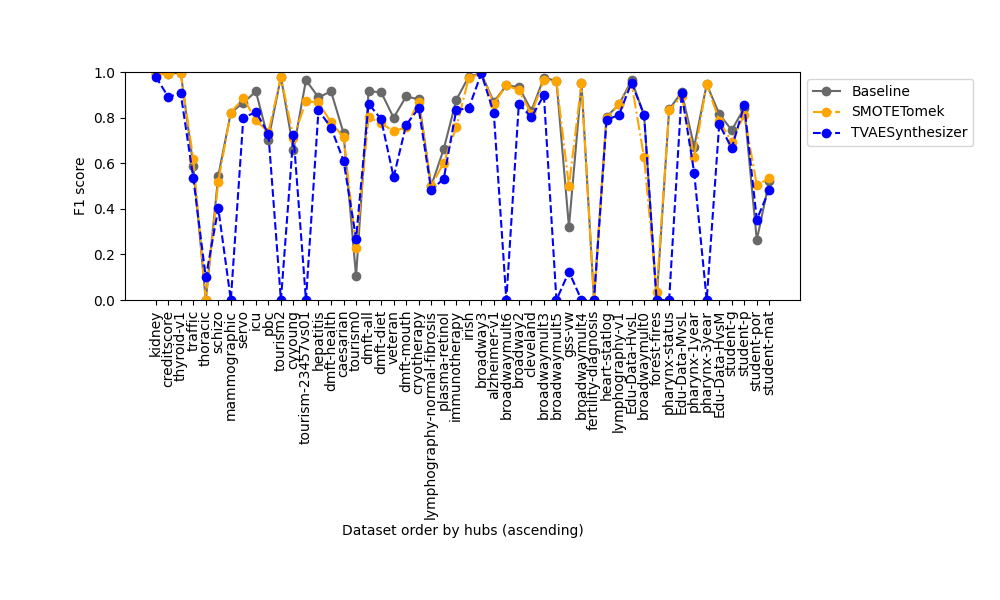 1.0
0.8
0.6
0.4
0.2
0.0
F1 score
Baseline
SMOTETomek
TVAESynthesizer
kidney
creditscore
thyroid-v1
traffic
thoracic
schizo
mammographic
servo
icu
pbc
tourism2
cyyoung
tourism-23457vs01
hepatitis
dmft-health
caesarian
tourism0
dmft-all
dmft-diet
veteran
dmft-mouth
cryotherapy
lymphography-normal-fibrosis
plasma-retinol
immunotherapy
irish
broadway3
alzheimer-v1
broadwaymult6
broadway2
cleveland
broadwaymult3
broadwaymult5
gss-vw
broadwaymult4
fertility-diagnosis
heart-statlog
lymphography-v1
Edu-Data-HvsL
broadwaymult0
forest-fires
pharynx-status
Edu-Data-MvsL
pharynx-1year
pharynx-3year
Edu-Data-HvsM
student-g
student-p
student-por
student-mat
Dataset order by hubs (ascending)